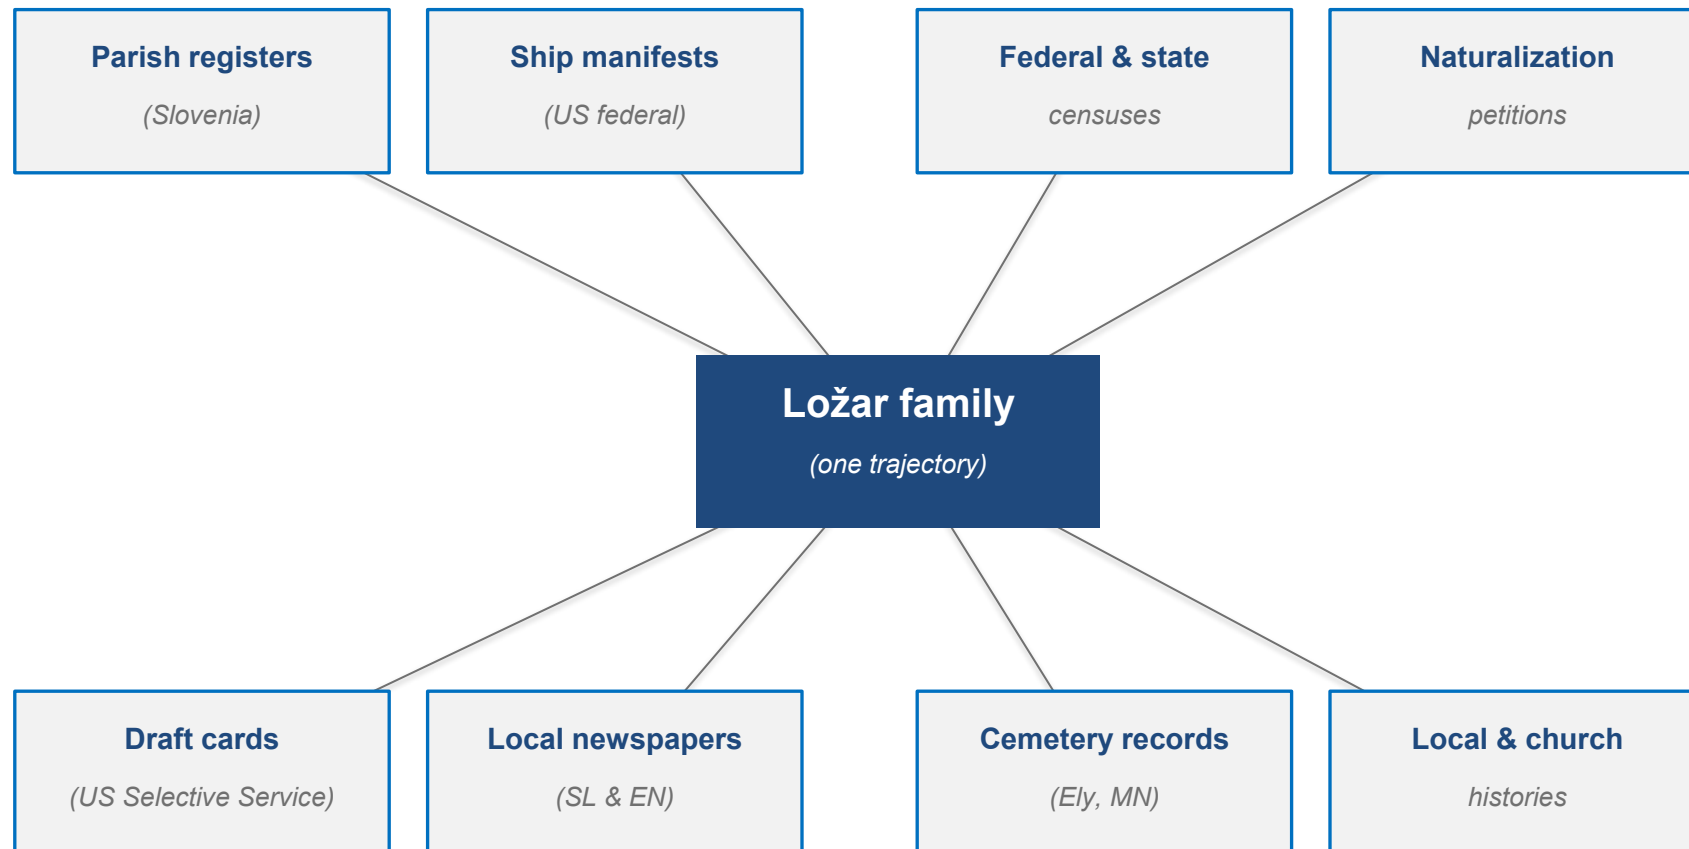 Parish registers
(Slovenia)
Ship manifests
(US federal)
Federal & state
censuses
Naturalization
petitions
Ložar family
(one trajectory)
Draft cards
(US Selective Service)
Local newspapers
(SL & EN)
Cemetery records
(Ely, MN)
Local & church
histories